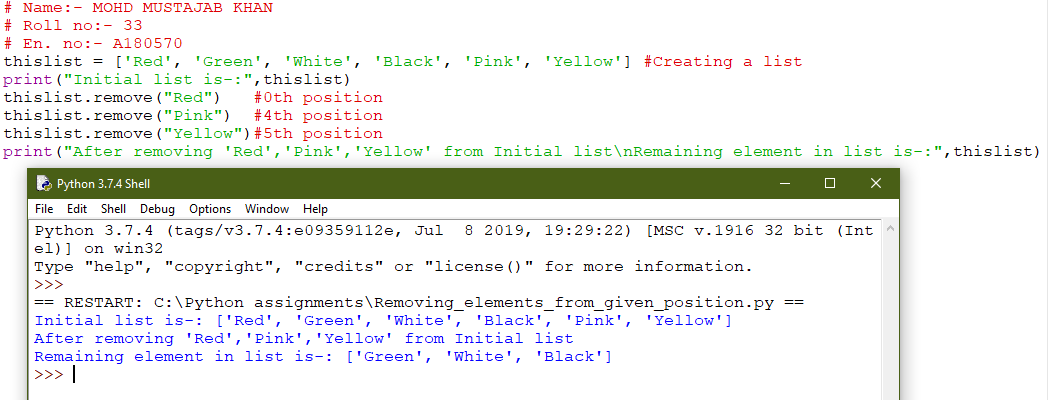 # Name:- MOHD MUSTAJAB KHAN
# Roll no:- 33
# En. no:- A180570
thislist = ['Red', 'Green', 'White', 'Black', 'Pink', 'Yellow'] #Creating a list
print("Initial list is-:",thislist)
thislist.remove("Red")   #0th position
thislist.remove("Pink")  #4th position
thislist.remove("Yellow")#5th position
print("After removing 'Red','Pink','Yellow' from Initial list\nRemaining element in list is-:",thislist)
Python 3.7.4 Shell
File Edit Shell Debug Options Window Help
Python 3.7.4 (tags/v3.7.4:e09359112e, Jul  8 2019, 19:29:22) [MSC v.1916 32 bit (Int
el)] on win32
Type "help", "copyright", "credits" or "license()" for more information.
>>>
== RESTART: C:\Python assignments\Removing_elements_from_given_position.py ==
Initial list is-: ['Red', 'Green', 'White', 'Black', 'Pink', 'Yellow']
After removing 'Red','Pink','Yellow' from Initial list
Remaining element in list is-: ['Green', 'White', 'Black']
>>>